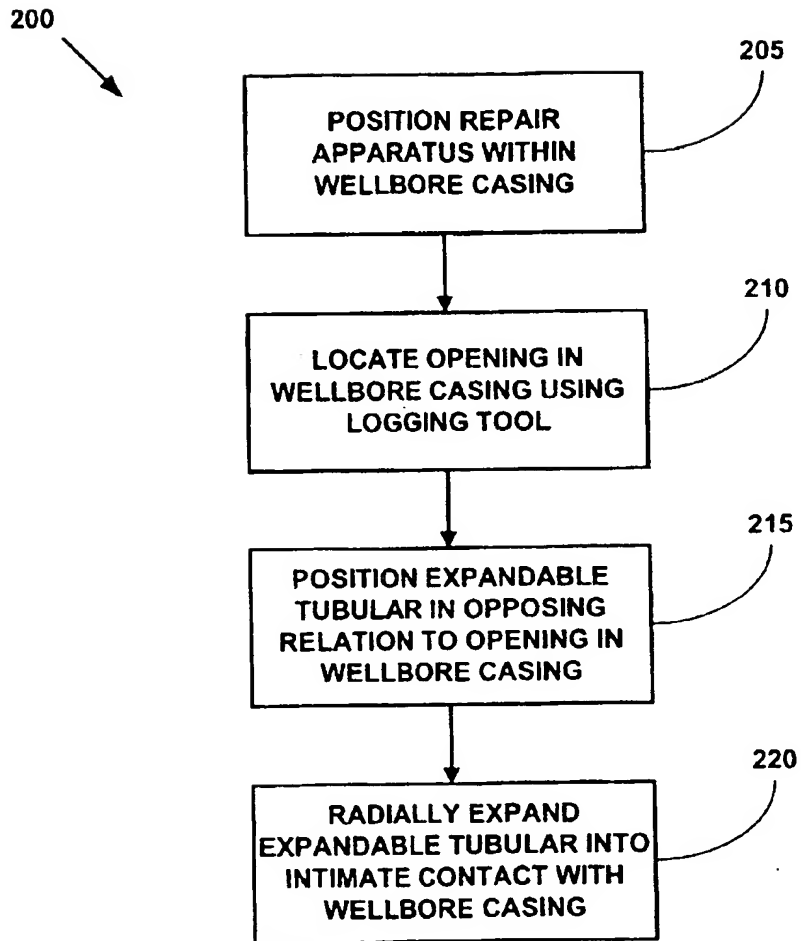 200
205
POSITION REPAIR
APPARATUS WITHIN
WELLBORE CASING
210
LOCATE OPENING IN
WELLBORE CASING USING
LOGGING TOOL
215
POSITION EXPANDABLE
TUBULAR IN OPPOSING
RELATION TO OPENING IN
WELLBORE CASING
220
RADIALLY EXPAND
EXPANDABLE TUBULAR INTO
INTIMATE CONTACT WITH
WELLBORE CASING